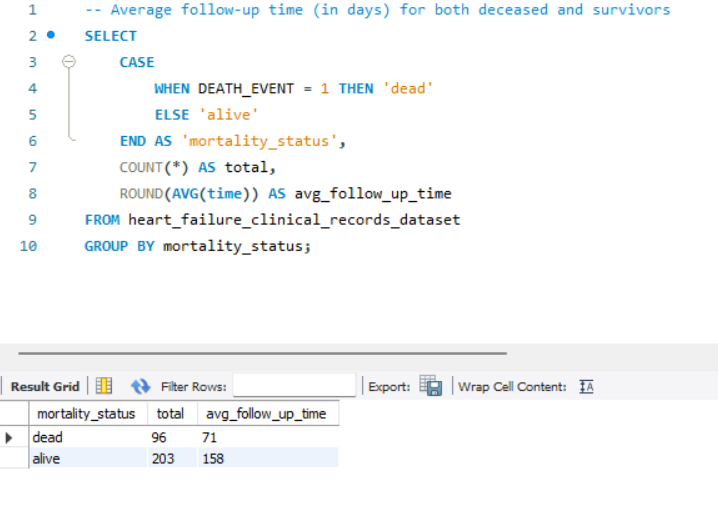 1 -- Average follow-up time (in days) for both deceased and survivors
2 SELECT
3 CASE
4 WHEN DEATH_EVENT = 1 THEN 'dead'
5 ELSE 'alive'
6 END AS 'mortality_status',
7 COUNT(*) AS total,
8 ROUND(AVG(time)) AS avg_follow_up_time
9 FROM heart_failure_clinical_records_dataset
10 GROUP BY mortality_status;
Result Grid Filter Rows: Export: Wrap Cell Content: IA
mortality_status total avg_follow_up_time
dead 96 71
alive 203 158